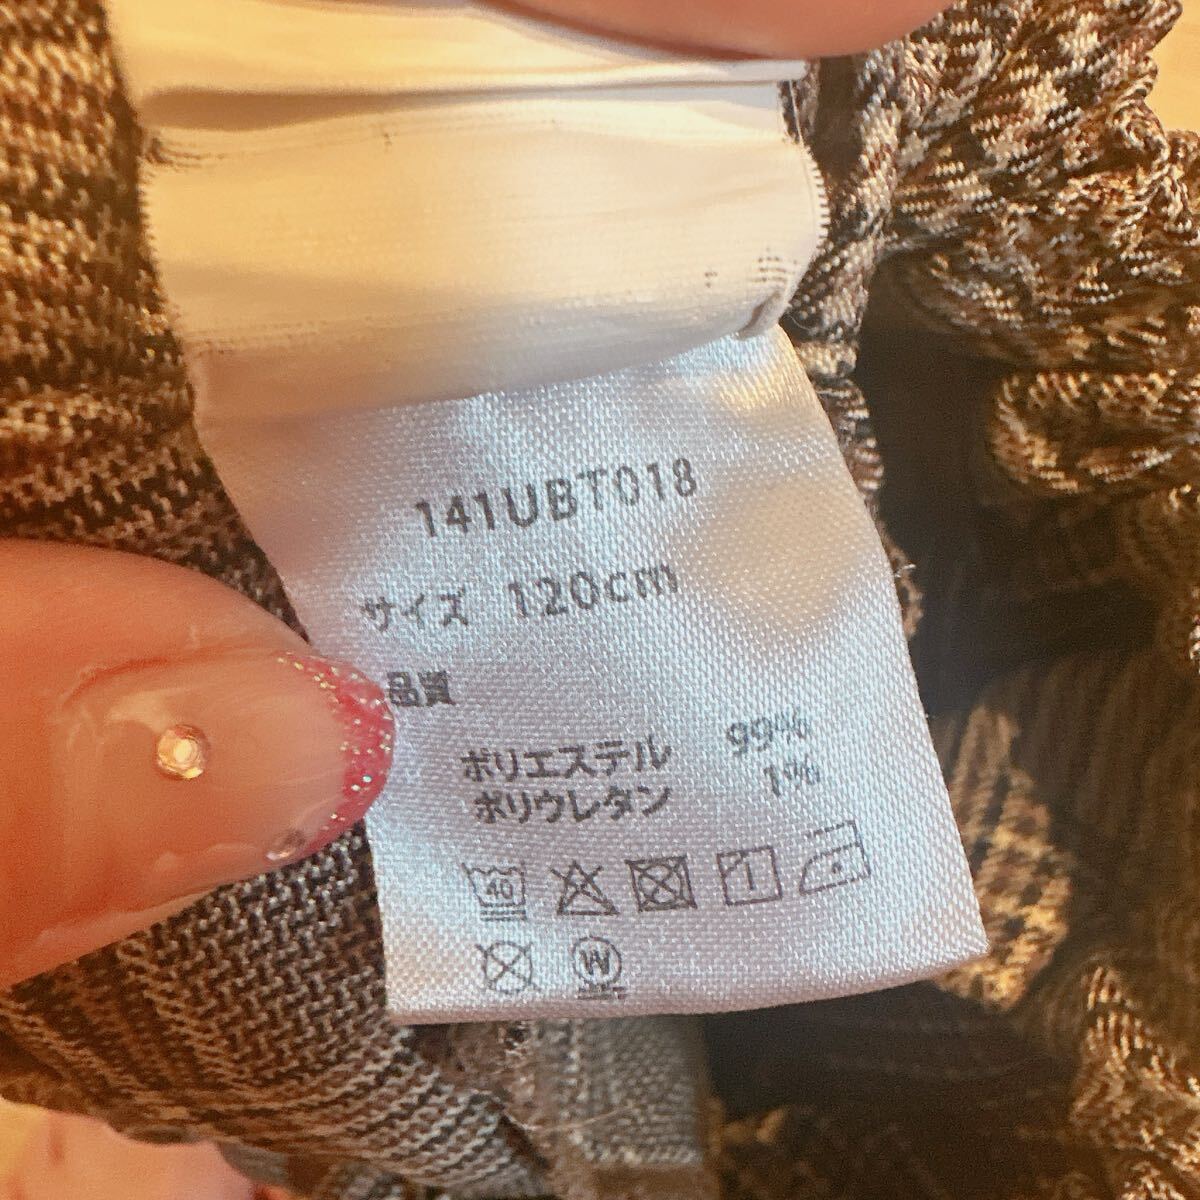 141UBT018
サイズ 120cm
品質
ポリエステル 99%
ポリウレタン 1%
40
W